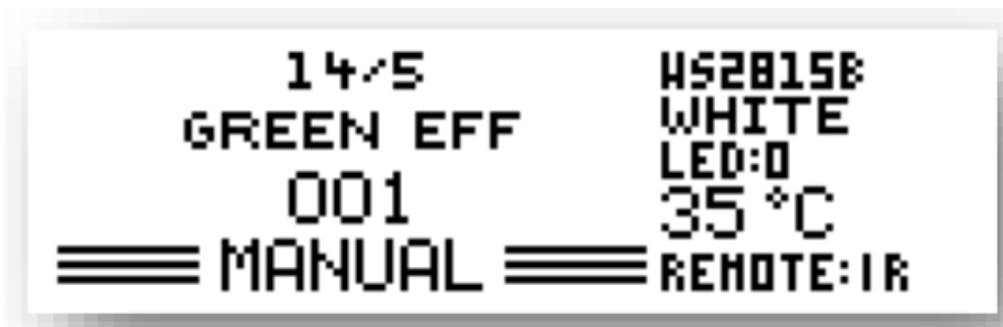 14/5
GREEN EFF
001
MANUAL
WS2815B
WHITE
LED:0
35 °C
REMOTE:IR